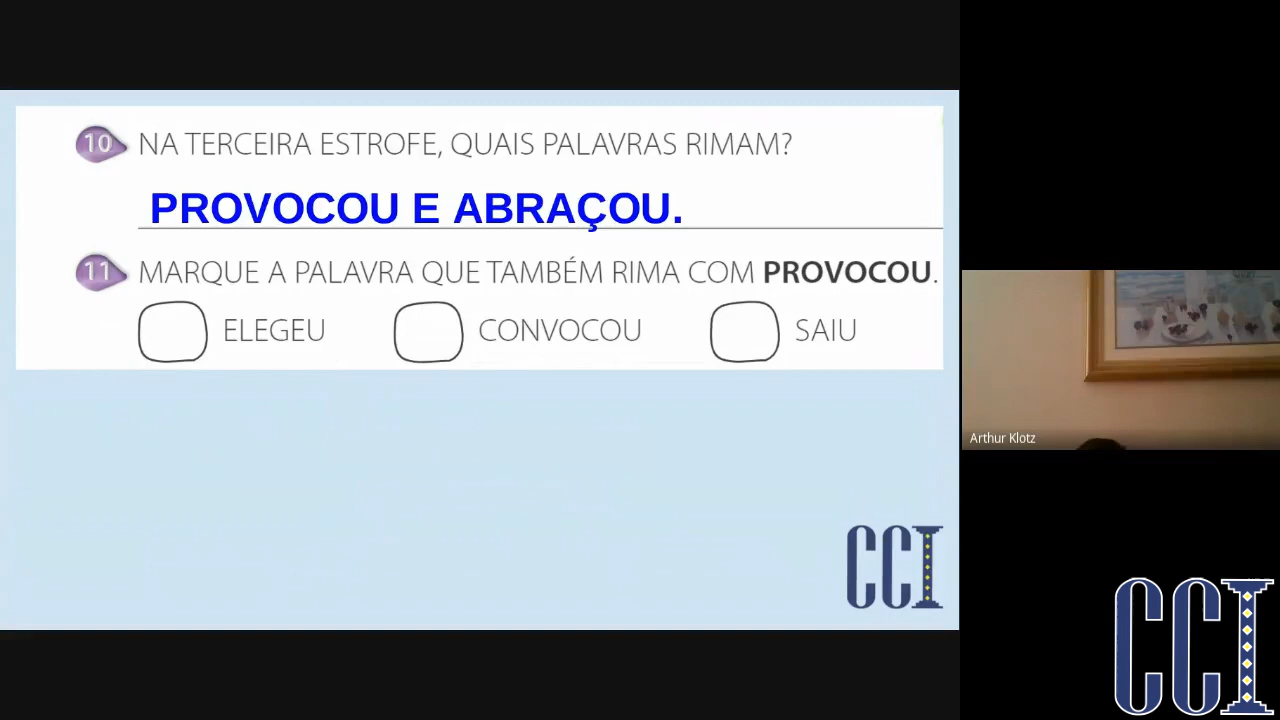 10 NA TERCEIRA ESTROFE, QUAIS PALAVRAS RIMAM?
PROVOCOU E ABRAÇOU.
11 MARQUE A PALAVRA QUE TAMBÉM RIMA COM PROVOCOU.
ELEGEU CONVOCOU SAIU
Arthur Klotz
CCI
CCI